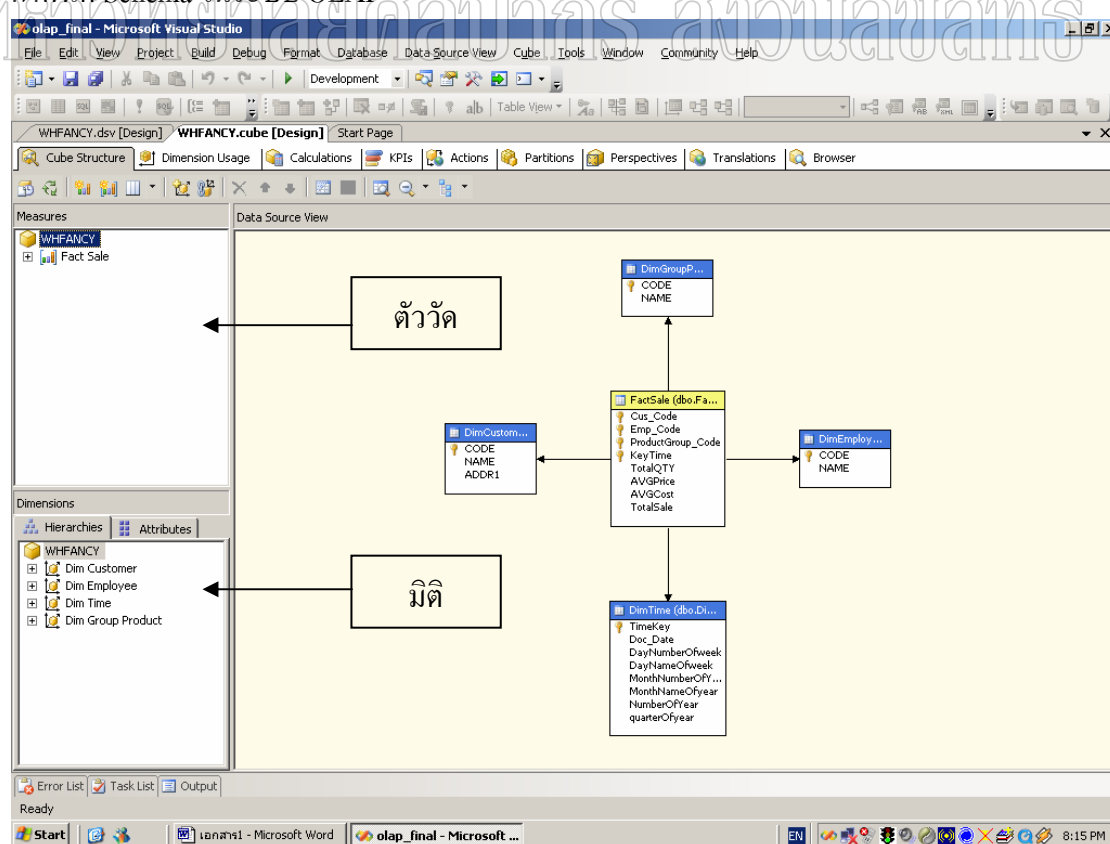 olap_final - Microsoft Visual Studio
File Edit View Project Build Debug Format Database Data Source View Cube Tools Window Community Help
Development
Table View
WHFANCY.dsv [Design] WHFANCY.cube [Design] Start Page
Cube Structure Dimension Usage Calculations KPIs Actions Partitions Perspectives Translations Browser
Measures
WHFANCY
Fact Sale
Data Source View
ตัววัด
DimGroupP...
CODE
NAME
FactSale (dbo.Fa...
Cus_Code
Emp_Code
ProductGroup_Code
KeyTime
TotalQTY
AVGPrice
AVGCost
TotalSale
DimCustom...
CODE
NAME
ADDR1
DimEmploy...
CODE
NAME
Dimensions
Hierarchies Attributes
WHFANCY
Dim Customer
Dim Employee
Dim Time
Dim Group Product
มิติ
DimTime (dbo.Di...
TimeKey
Doc_Date
DayNumberOfweek
DayNameOfweek
MonthNumberOfY...
MonthNameOfyear
NumberOfYear
quarterOfyear
Error List Task List Output
Ready
Start เอกสาร1 - Microsoft Word olap_final - Microsoft ... EN 8:15 PM